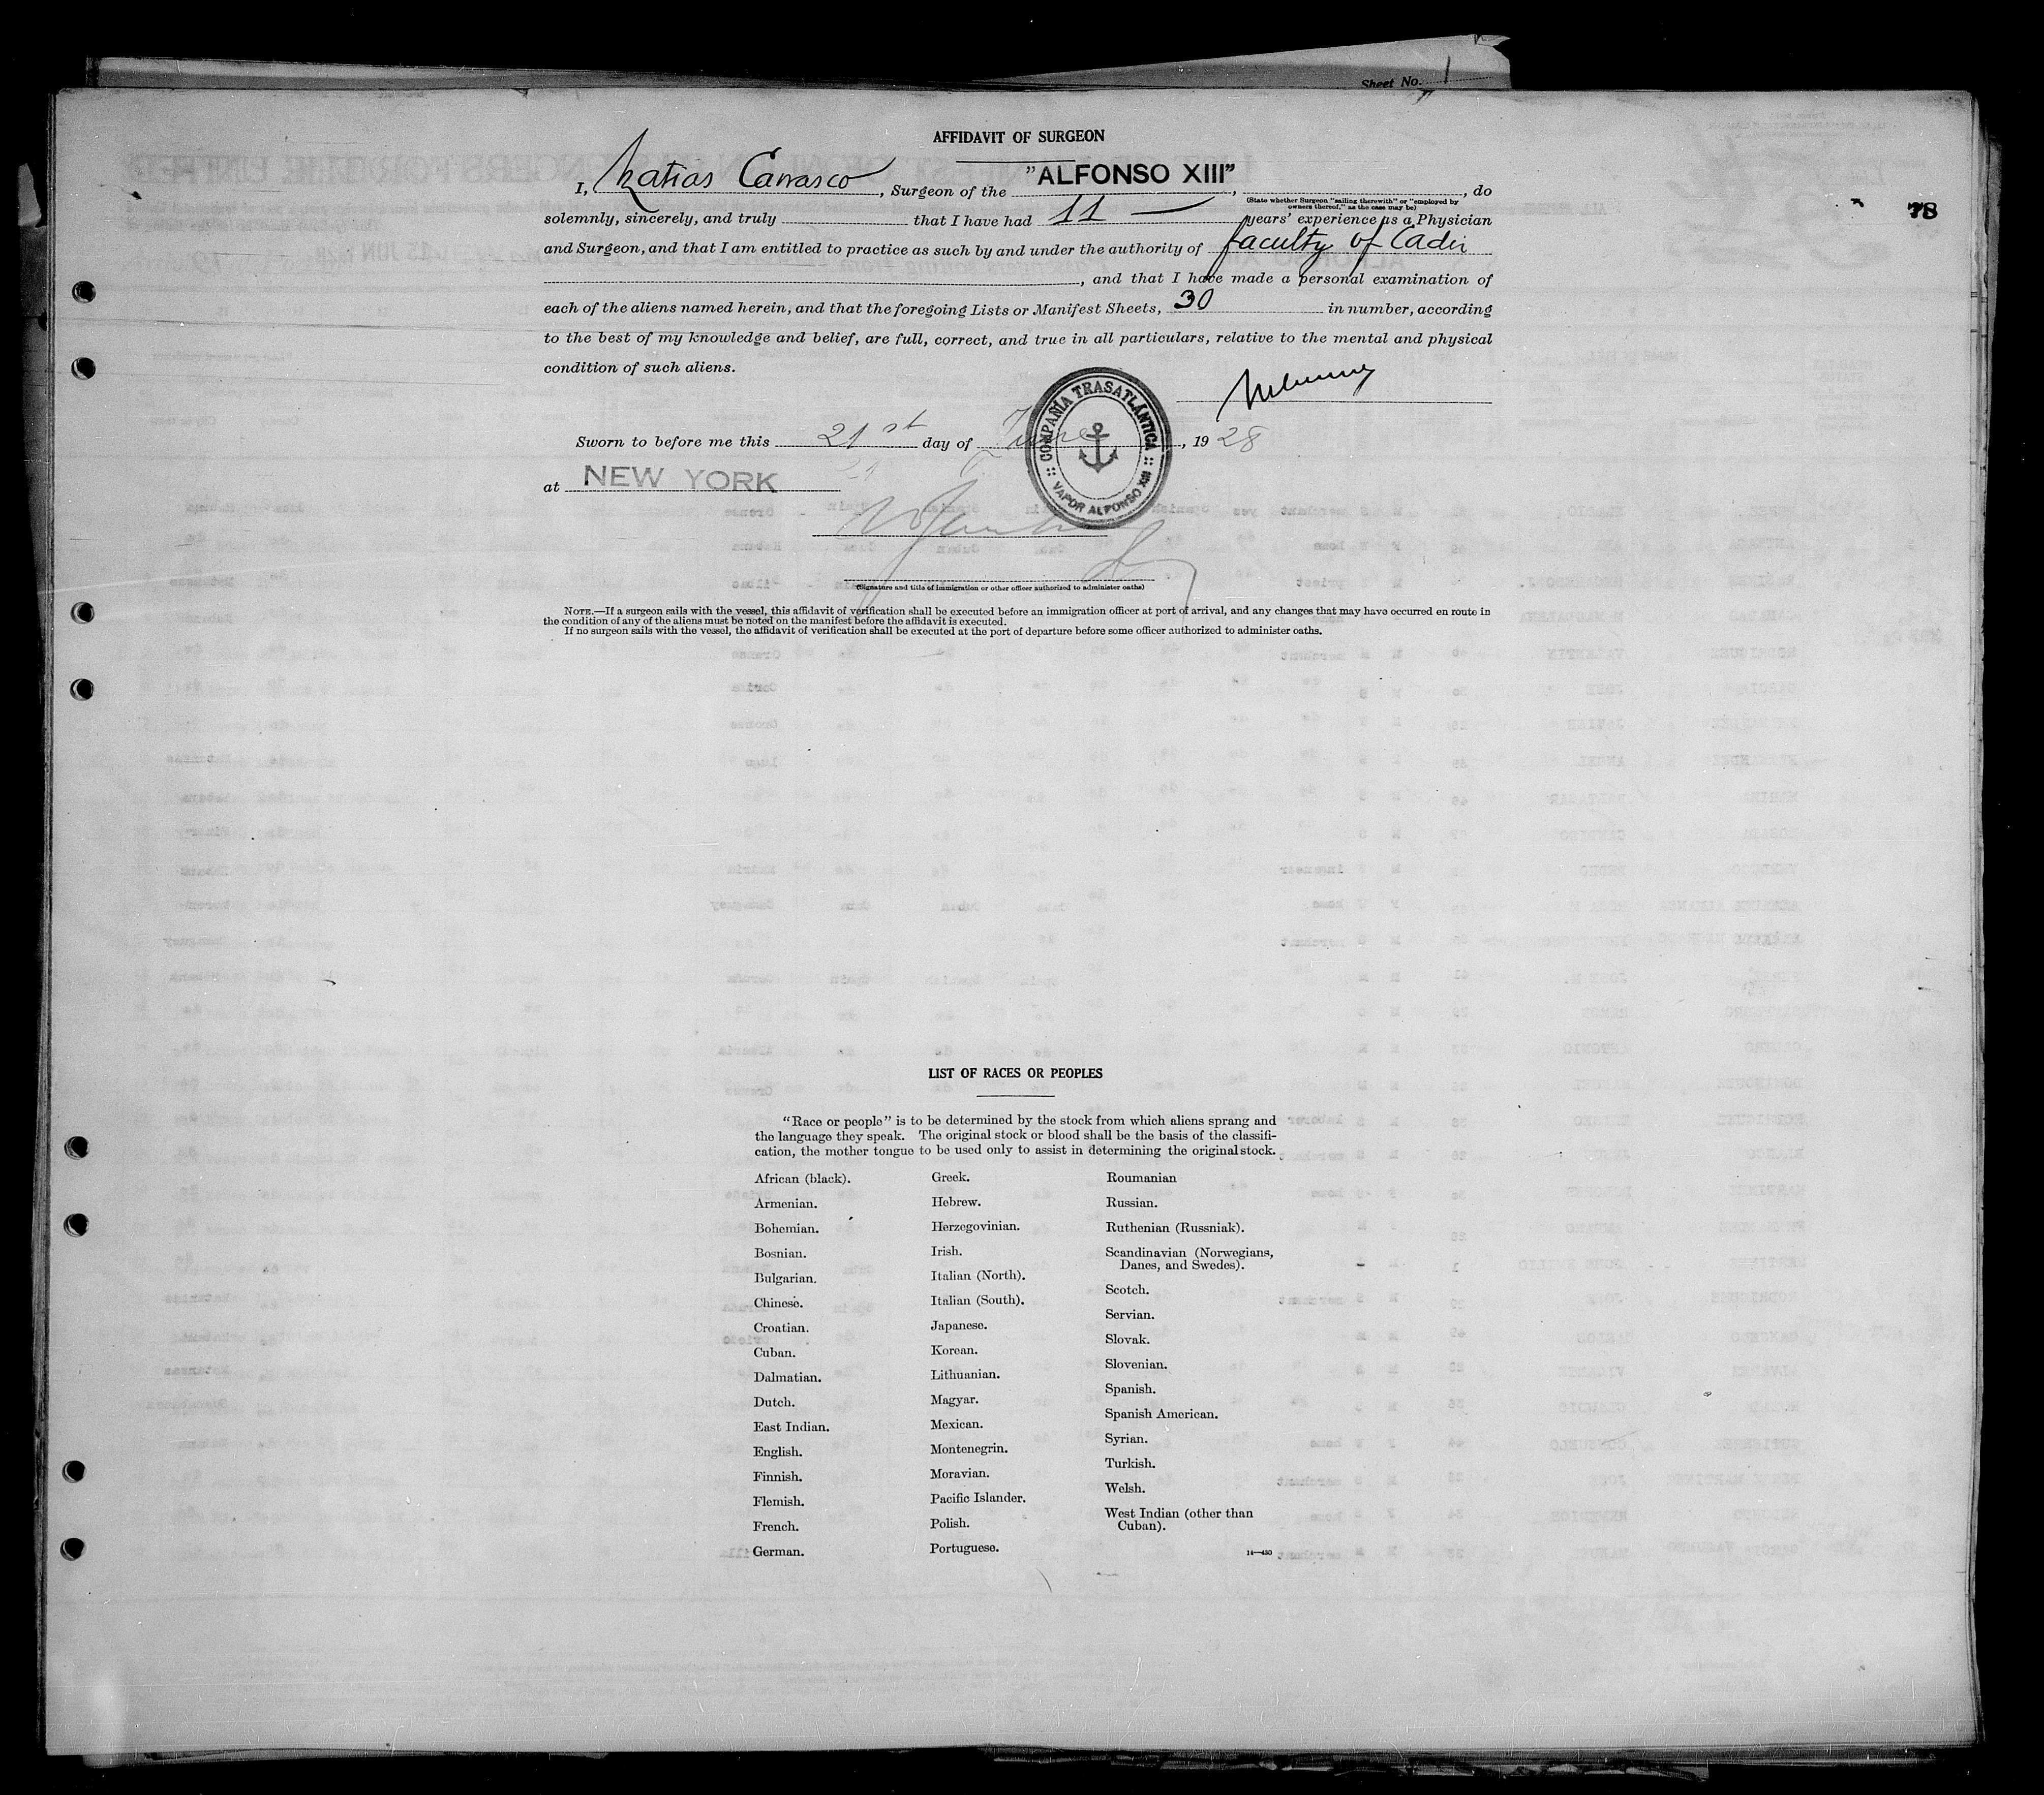 Sheet No. 1
AFFIDAVIT OF SURGEON
78
I, Matias Carrasco, Surgeon of the "ALFONSO XIII", , do
(State whether Surgeon "sailing therewith" or "employed by
owners thereof," as the case may be)
solemnly, sincerely, and truly that I have had 11 — years' experience as a Physician
and Surgeon, and that I am entitled to practice as such by and under the authority of faculty of Cadiz
, and that I have made a personal examination of
each of the aliens named herein, and that the foregoing Lists or Manifest Sheets, 30 in number, according
to the best of my knowledge and belief, are full, correct, and true in all particulars, relative to the mental and physical
condition of such aliens.
COMPAÑÍA TRASATLÁNTICA
VAPOR ALFONSO XIII
Sworn to before me this 21st day of June, 1928
at NEW YORK
(Signature and title of immigration or other officer authorized to administer oaths)
NOTE.—If a surgeon sails with the vessel, this affidavit of verification shall be executed before an immigration officer at port of arrival, and any changes that may have occurred en route in
the condition of any of the aliens must be noted on the manifest before the affidavit is executed.
If no surgeon sails with the vessel, the affidavit of verification shall be executed at the port of departure before some officer authorized to administer oaths.
LIST OF RACES OR PEOPLES
"Race or people" is to be determined by the stock from which aliens sprang and
the language they speak. The original stock or blood shall be the basis of the classifi-
cation, the mother tongue to be used only to assist in determining the original stock.
African (black).
Armenian.
Bohemian.
Bosnian.
Bulgarian.
Chinese.
Croatian.
Cuban.
Dalmatian.
Dutch.
East Indian.
English.
Finnish.
Flemish.
French.
German.
Greek.
Hebrew.
Herzegovinian.
Irish.
Italian (North).
Italian (South).
Japanese.
Korean.
Lithuanian.
Magyar.
Mexican.
Montenegrin.
Moravian.
Pacific Islander.
Polish.
Portuguese.
Roumanian
Russian.
Ruthenian (Russniak).
Scandinavian (Norwegians,
Danes, and Swedes).
Scotch.
Servian.
Slovak.
Slovenian.
Spanish.
Spanish American.
Syrian.
Turkish.
Welsh.
West Indian (other than
Cuban).
14—430